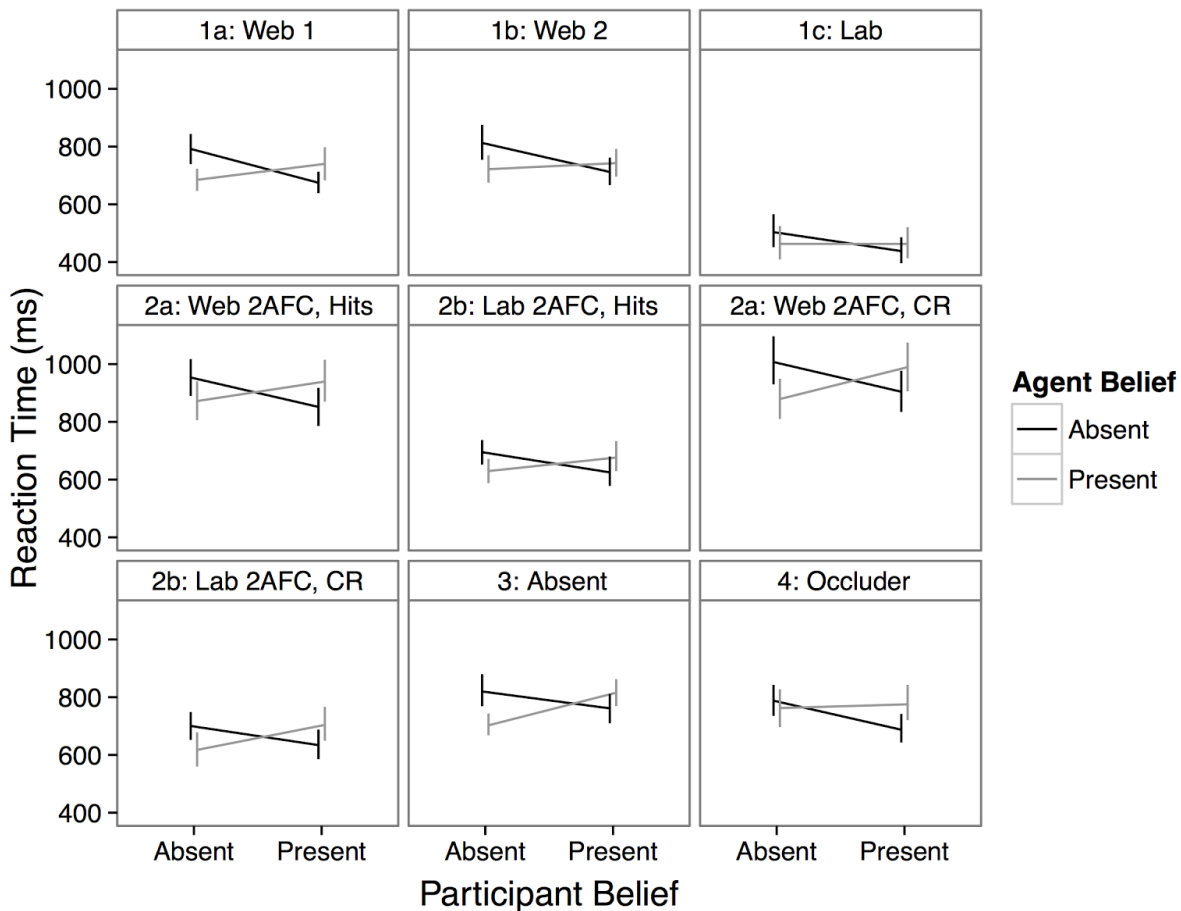 1a: Web 1
1b: Web 2
1c: Lab
1000
800
600
400
2a: Web 2AFC, Hits
2b: Lab 2AFC, Hits
2a: Web 2AFC, CR
1000
800
600
400
2b: Lab 2AFC, CR
3: Absent
4: Occluder
1000
800
600
400
Absent Present
Absent Present
Absent Present
Participant Belief
Reaction Time (ms)
Agent Belief
Absent
Present